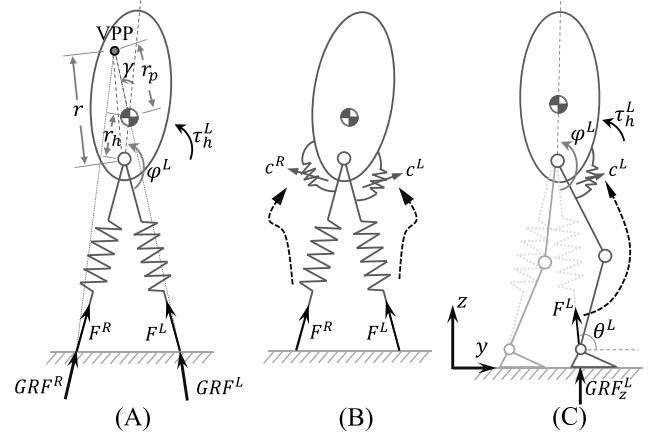 VPP
γ
r_p
r
r_h
τ_h^L
φ^L
F^R
F^L
GRF^R
GRF^L
(A)
c^R
c^L
F^R
F^L
(B)
τ_h^L
φ^L
c^L
z
F^L
θ^L
y
GRF_z^L
(C)